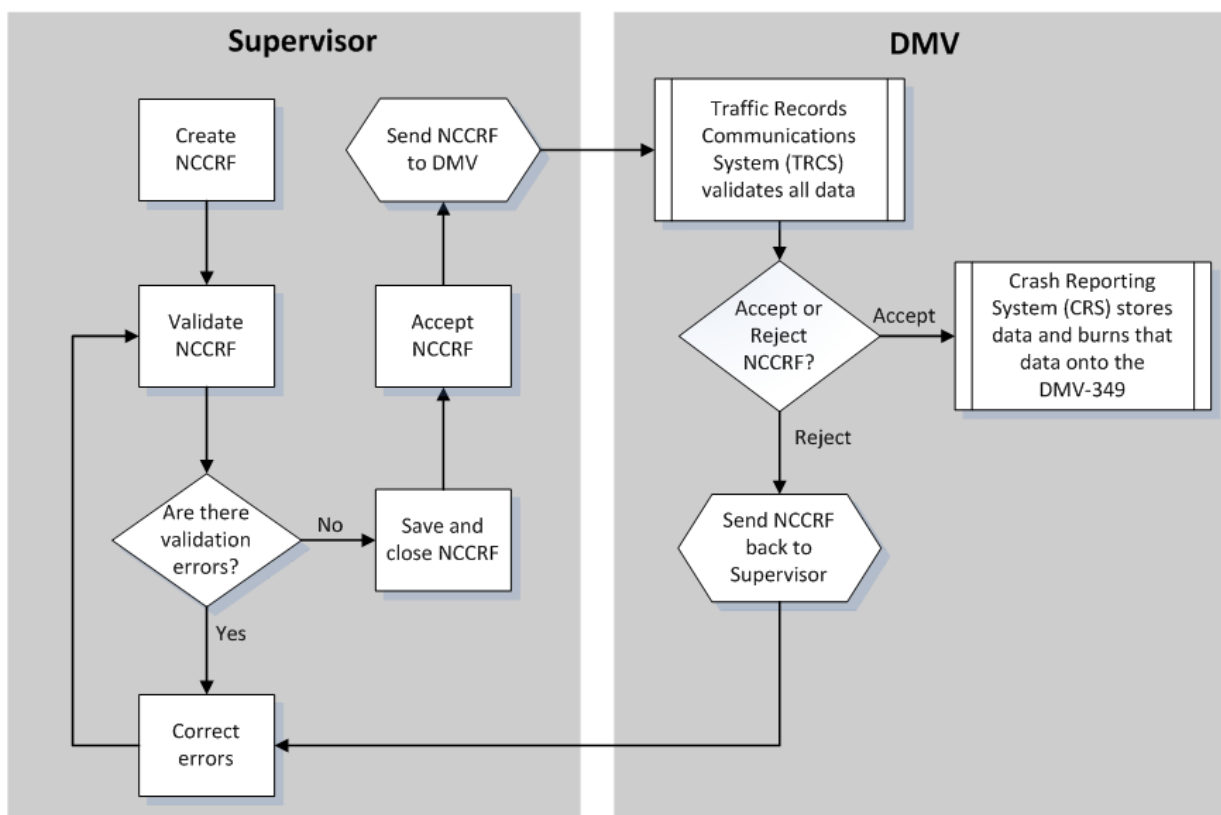 Supervisor
Create
NCCRF
Validate
NCCRF
Are there
validation
errors?
Yes
No
Correct
errors
Save and
close NCCRF
Accept
NCCRF
Send NCCRF
to DMV
DMV
Traffic Records
Communications
System (TRCS)
validates all data
Accept or
Reject
NCCRF?
Accept
Reject
Crash Reporting
System (CRS) stores
data and burns that
data onto the
DMV-349
Send NCCRF
back to
Supervisor